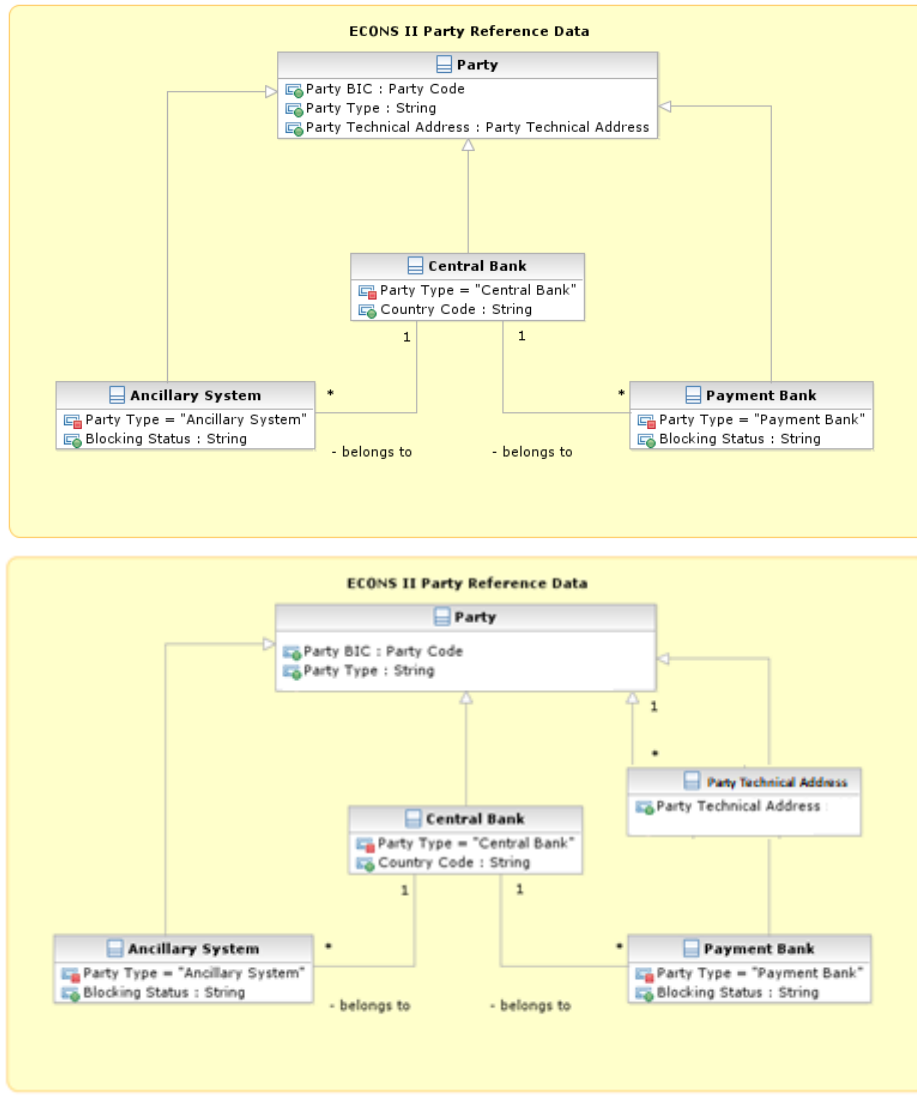 ECONS II Party Reference Data
Party
Party BIC : Party Code
Party Type : String
Party Technical Address : Party Technical Address
Central Bank
Party Type = "Central Bank"
Country Code : String
1
1
Ancillary System
*
*
Payment Bank
Party Type = "Ancillary System"
Party Type = "Payment Bank"
Blocking Status : String
Blocking Status : String
- belongs to
- belongs to
ECONS II Party Reference Data
Party
Party BIC : Party Code
Party Type : String
1
*
Party Technical Address
Party Technical Address
Central Bank
Party Type = "Central Bank"
Country Code : String
1
1
Ancillary System
*
*
Payment Bank
Party Type = "Ancillary System"
Party Type = "Payment Bank"
Blocking Status : String
Blocking Status : String
- belongs to
- belongs to